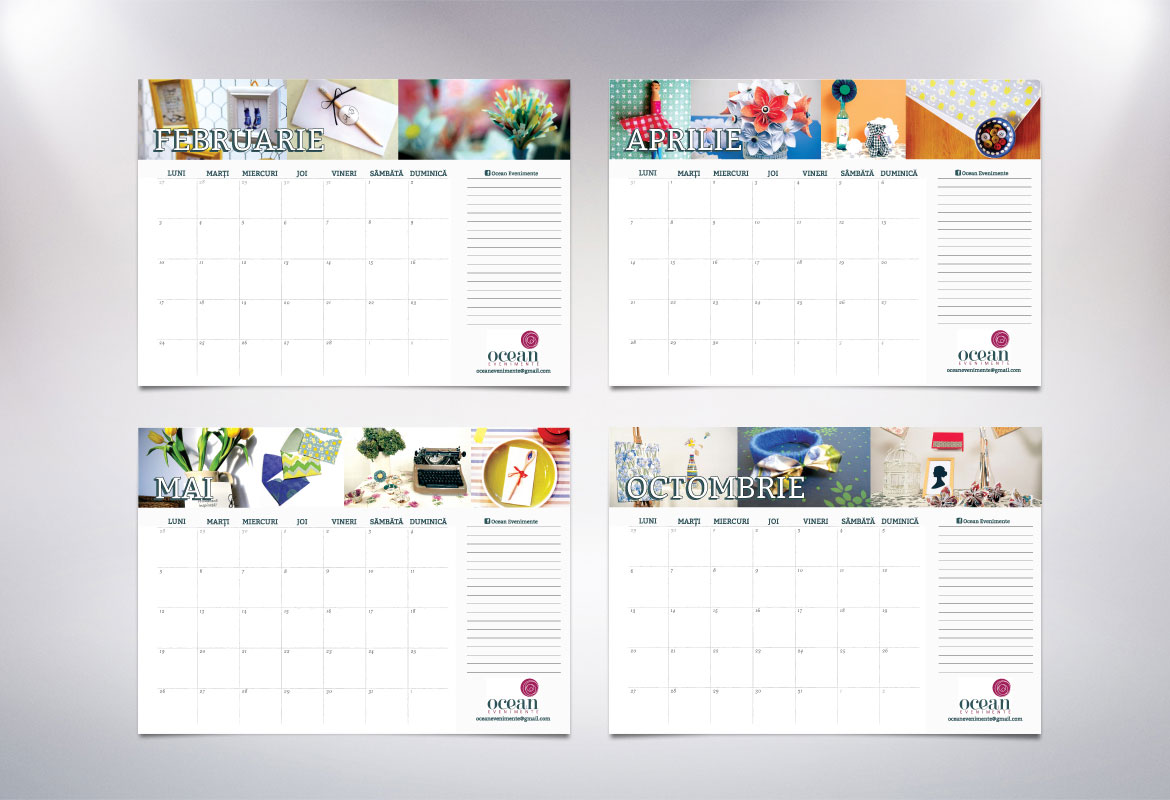 FEBRUARIE
LUNI MARȚI MIERCURI JOI VINERI SÂMBĂTĂ DUMINICĂ
27 28 29 30 31 1 2
3 4 5 6 7 8 9
10 11 12 13 14 15 16
17 18 19 20 21 22 23
24 25 26 27 28 1 2
Ocean Evenimente
ocean
EVENIMENTE
oceanevenimente@gmail.com
APRILIE
LUNI MARȚI MIERCURI JOI VINERI SÂMBĂTĂ DUMINICĂ
31 1 2 3 4 5 6
7 8 9 10 11 12 13
14 15 16 17 18 19 20
21 22 23 24 25 26 27
28 29 30 1 2 3 4
Ocean Evenimente
ocean
EVENIMENTE
oceanevenimente@gmail.com
MAI
LUNI MARȚI MIERCURI JOI VINERI SÂMBĂTĂ DUMINICĂ
28 29 30 1 2 3 4
5 6 7 8 9 10 11
12 13 14 15 16 17 18
19 20 21 22 23 24 25
26 27 28 29 30 31 1
Ocean Evenimente
ocean
EVENIMENTE
oceanevenimente@gmail.com
OCTOMBRIE
LUNI MARȚI MIERCURI JOI VINERI SÂMBĂTĂ DUMINICĂ
29 30 1 2 3 4 5
6 7 8 9 10 11 12
13 14 15 16 17 18 19
20 21 22 23 24 25 26
27 28 29 30 31 1 2
Ocean Evenimente
ocean
EVENIMENTE
oceanevenimente@gmail.com